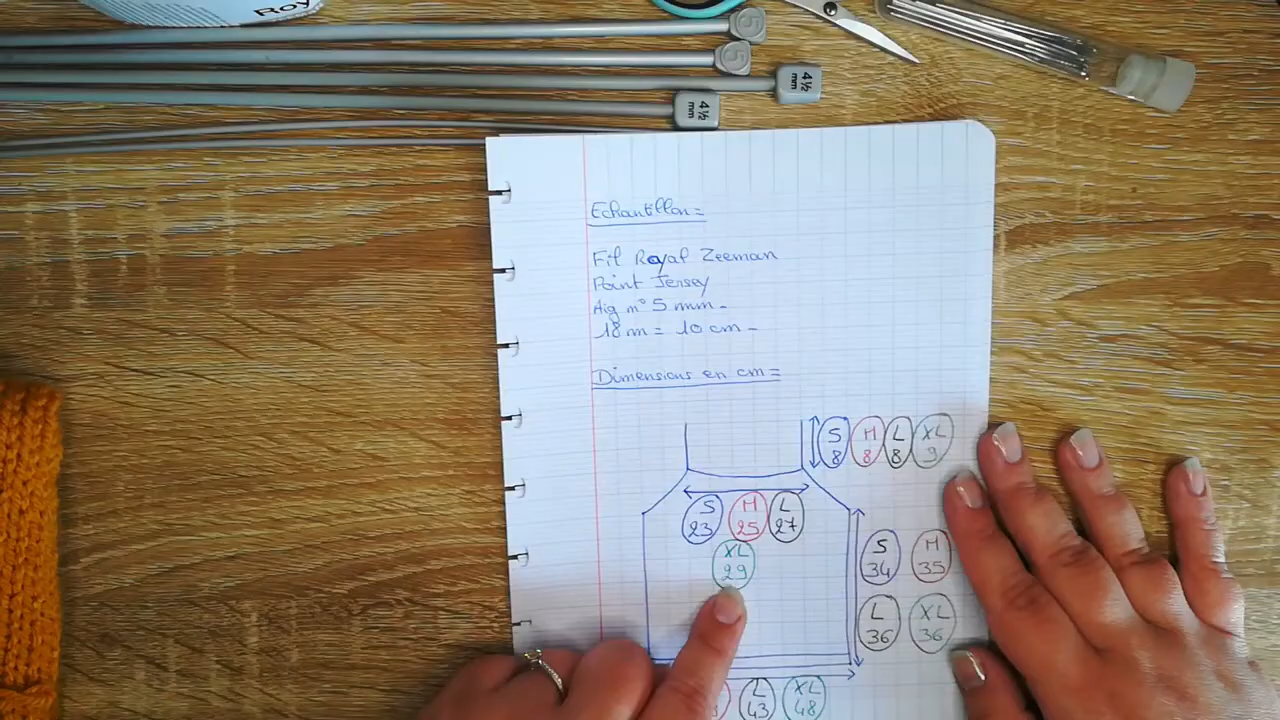 Roy
5
5
4½ mm
4½ mm
Echantillon =
Fil Royal Zeeman
Point Jersey
Aig n° 5 mm -
18 m = 10 cm -
Dimensions en cm =
S 8 M 8 L 8 XL 9
S 23 M 25 L 27
XL 29
S 34 M 35
L 36 XL 36
L 43 XL 48